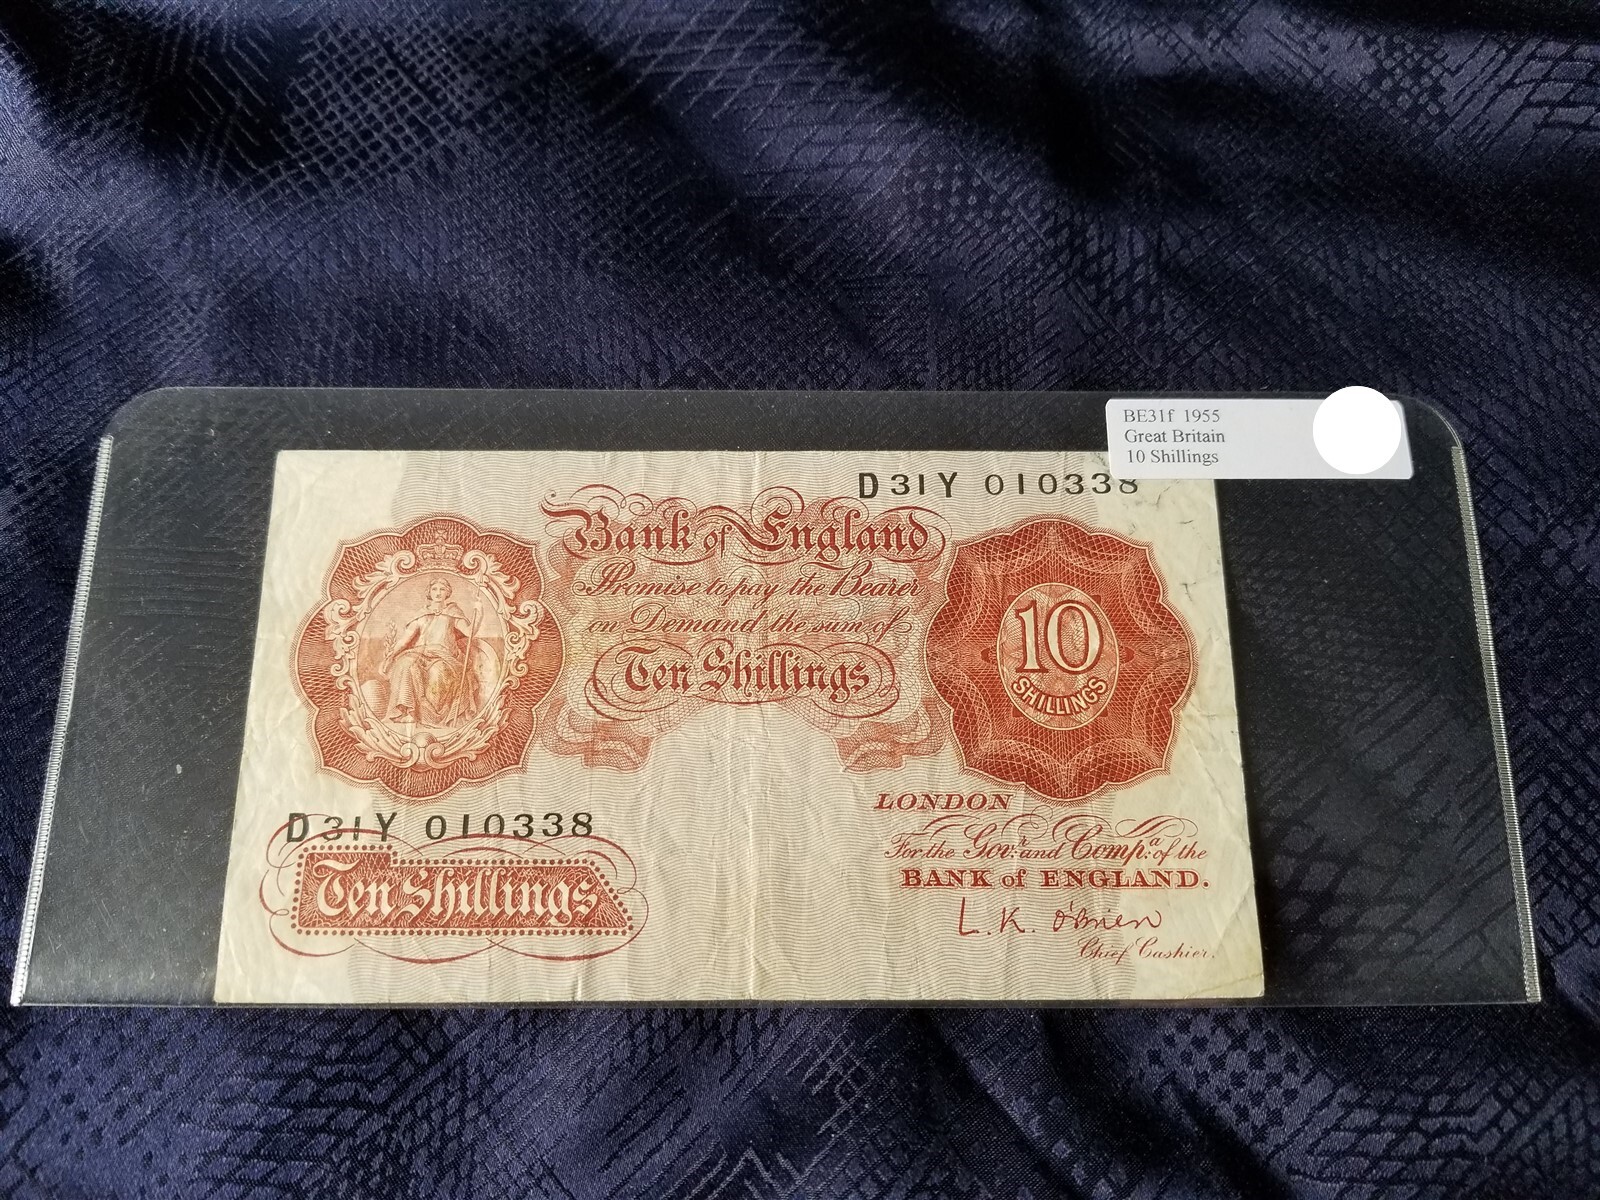 BE31f 1955
Great Britain
10 Shillings
D31Y 010338
Bank of England
Promise to pay the Bearer
on Demand the sum of
Ten Shillings
10
SHILLINGS
LONDON
For the Govr. and Compa. of the
BANK of ENGLAND.
L.K. O'Brien
Chief Cashier.
D31Y 010338
Ten Shillings